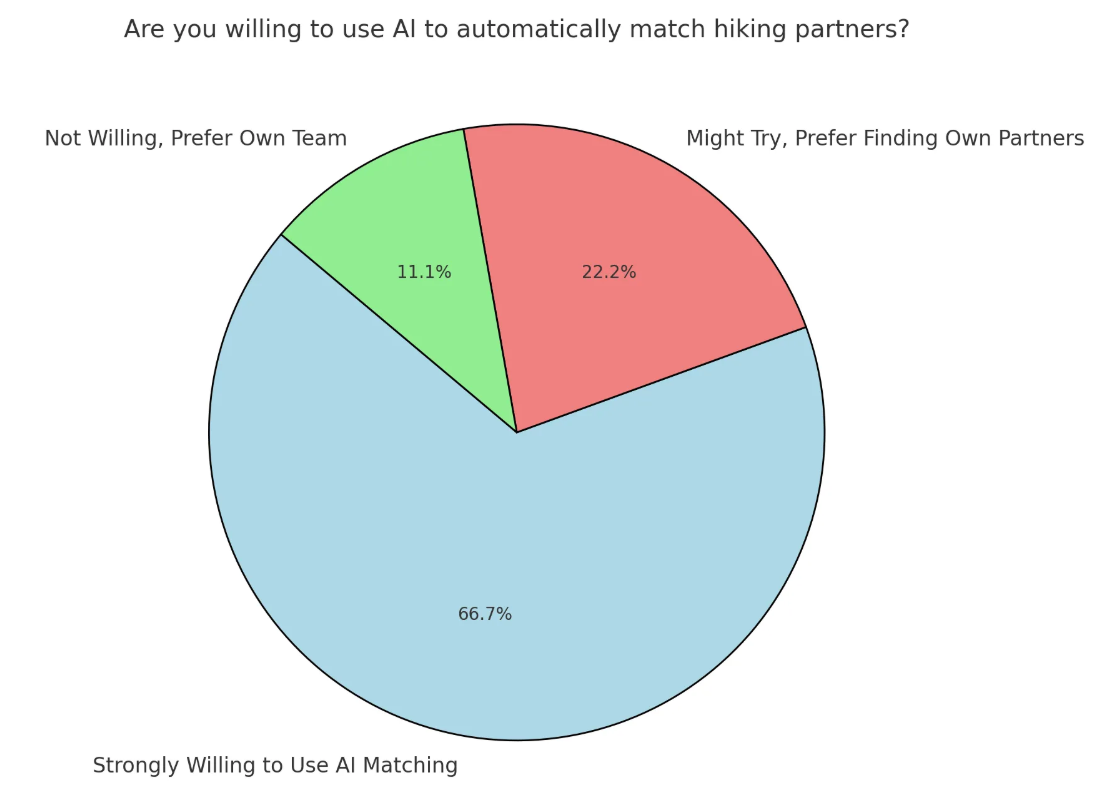 Are you willing to use AI to automatically match hiking partners?
Not Willing, Prefer Own Team
Might Try, Prefer Finding Own Partners
11.1%
22.2%
66.7%
Strongly Willing to Use AI Matching